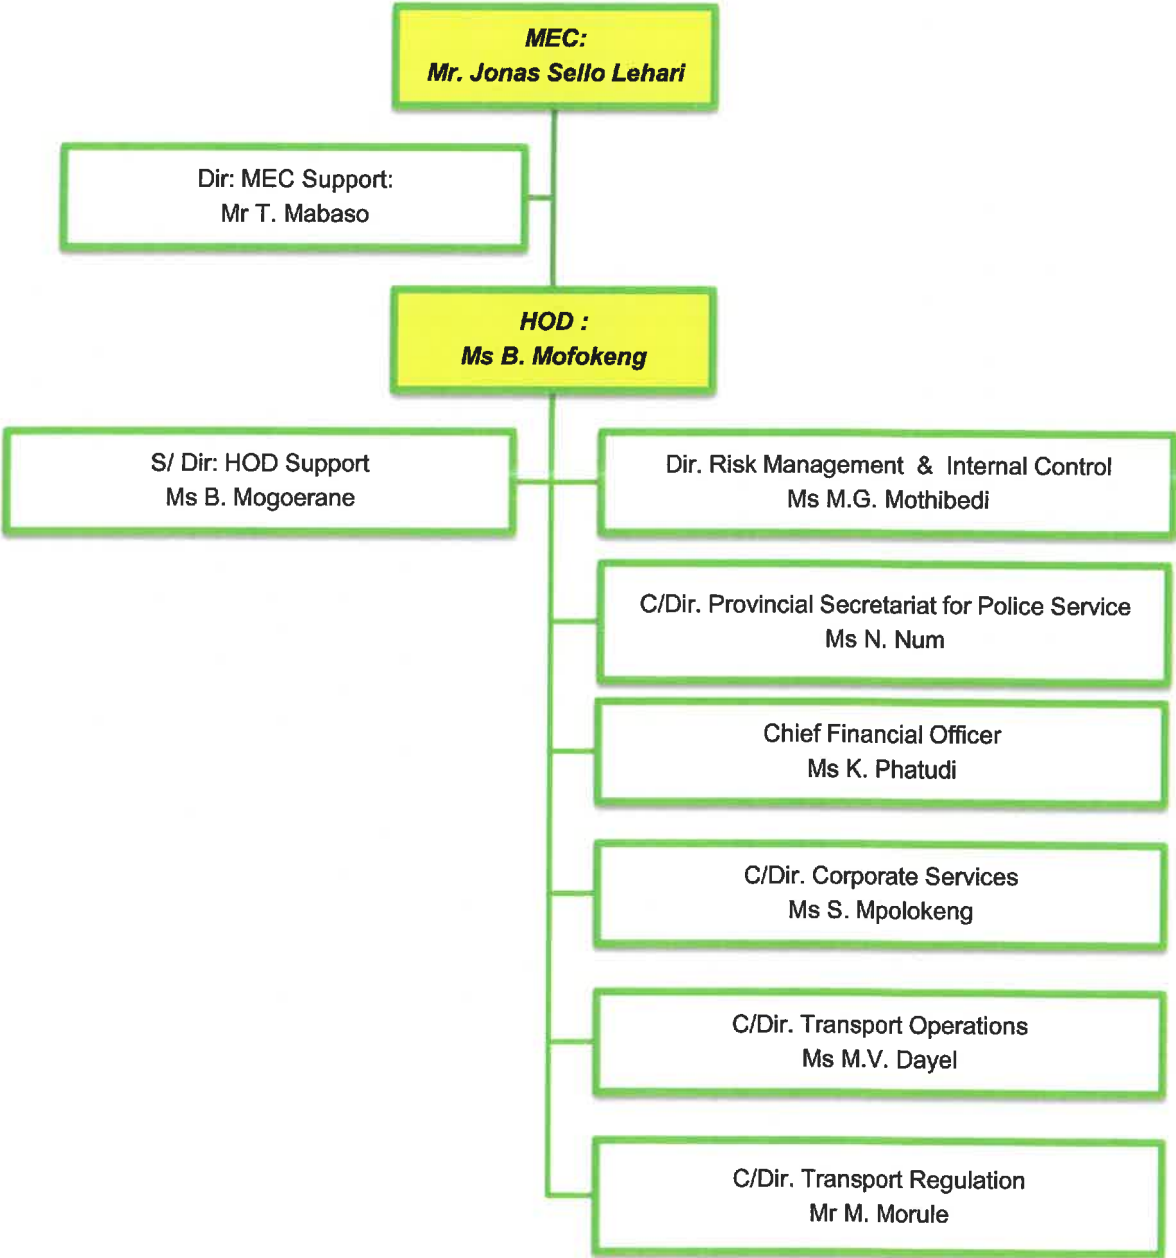 MEC:
Mr. Jonas Sello Lehari
Dir: MEC Support:
Mr T. Mabaso
HOD :
Ms B. Mofokeng
S/ Dir: HOD Support
Ms B. Mogoerane
Dir. Risk Management & Internal Control
Ms M.G. Mothibedi
C/Dir. Provincial Secretariat for Police Service
Ms N. Num
Chief Financial Officer
Ms K. Phatudi
C/Dir. Corporate Services
Ms S. Mpolokeng
C/Dir. Transport Operations
Ms M.V. Dayel
C/Dir. Transport Regulation
Mr M. Morule